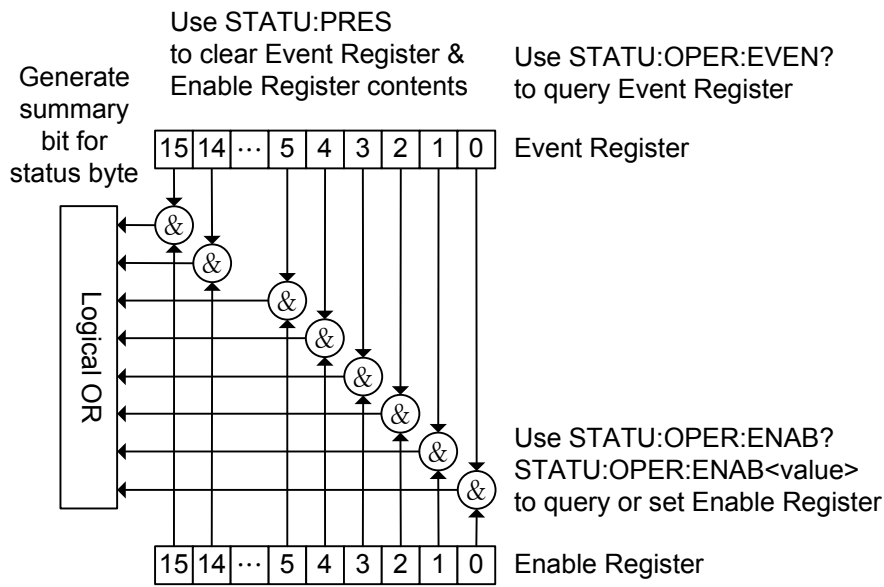 Use STATU:PRES
to clear Event Register &
Enable Register contents
Use STATU:OPER:EVEN?
to query Event Register
Generate
summary
bit for
status byte
15 14 ··· 5 4 3 2 1 0
Event Register
&
&
&
&
&
&
&
&
Logical OR
Use STATU:OPER:ENAB?
STATU:OPER:ENAB<value>
to query or set Enable Register
15 14 ··· 5 4 3 2 1 0
Enable Register